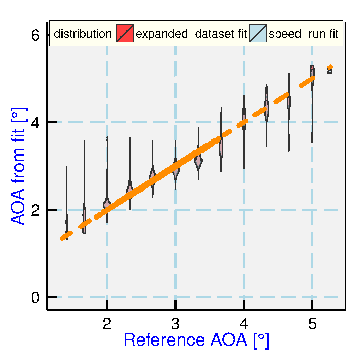 distribution expanded dataset fit speed run fit
6
4
2
0
AOA from fit [°]
2 3 4 5
Reference AOA [°]